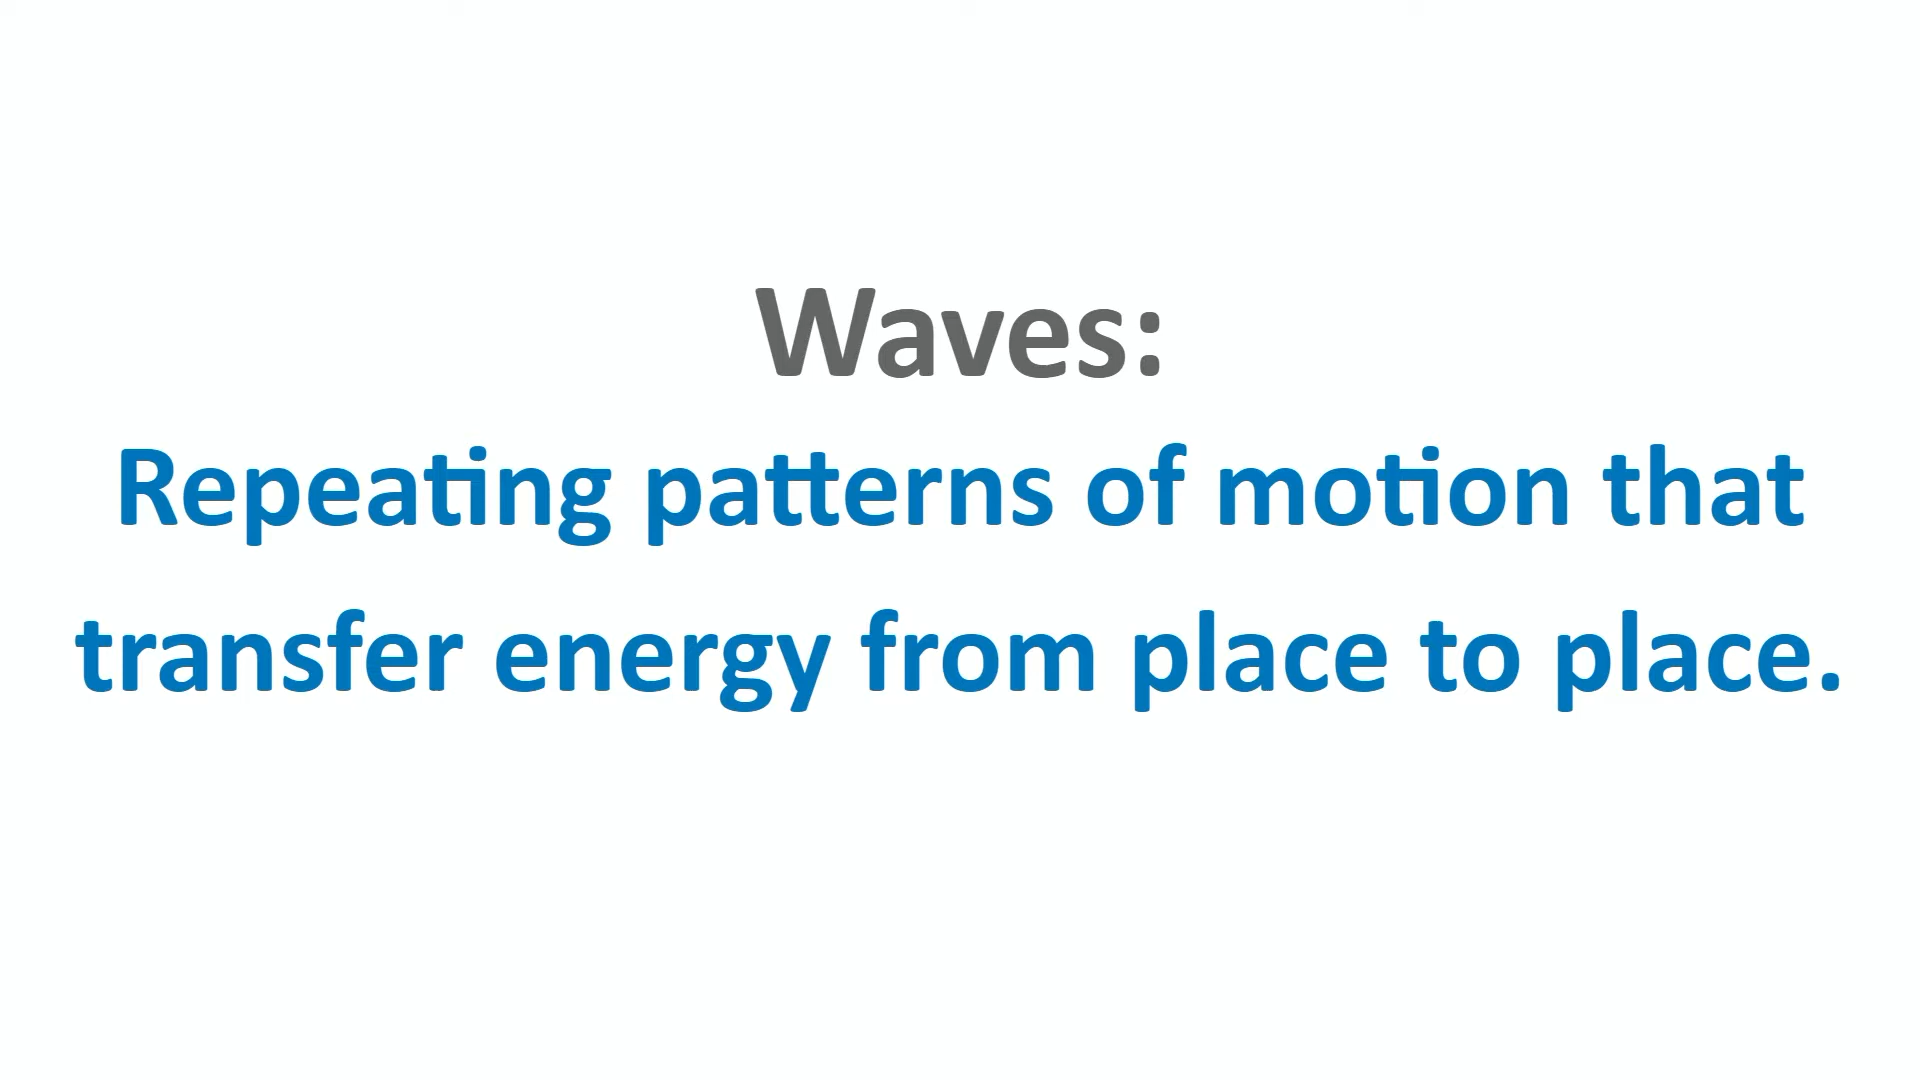 Waves:
Repeating patterns of motion that
transfer energy from place to place.